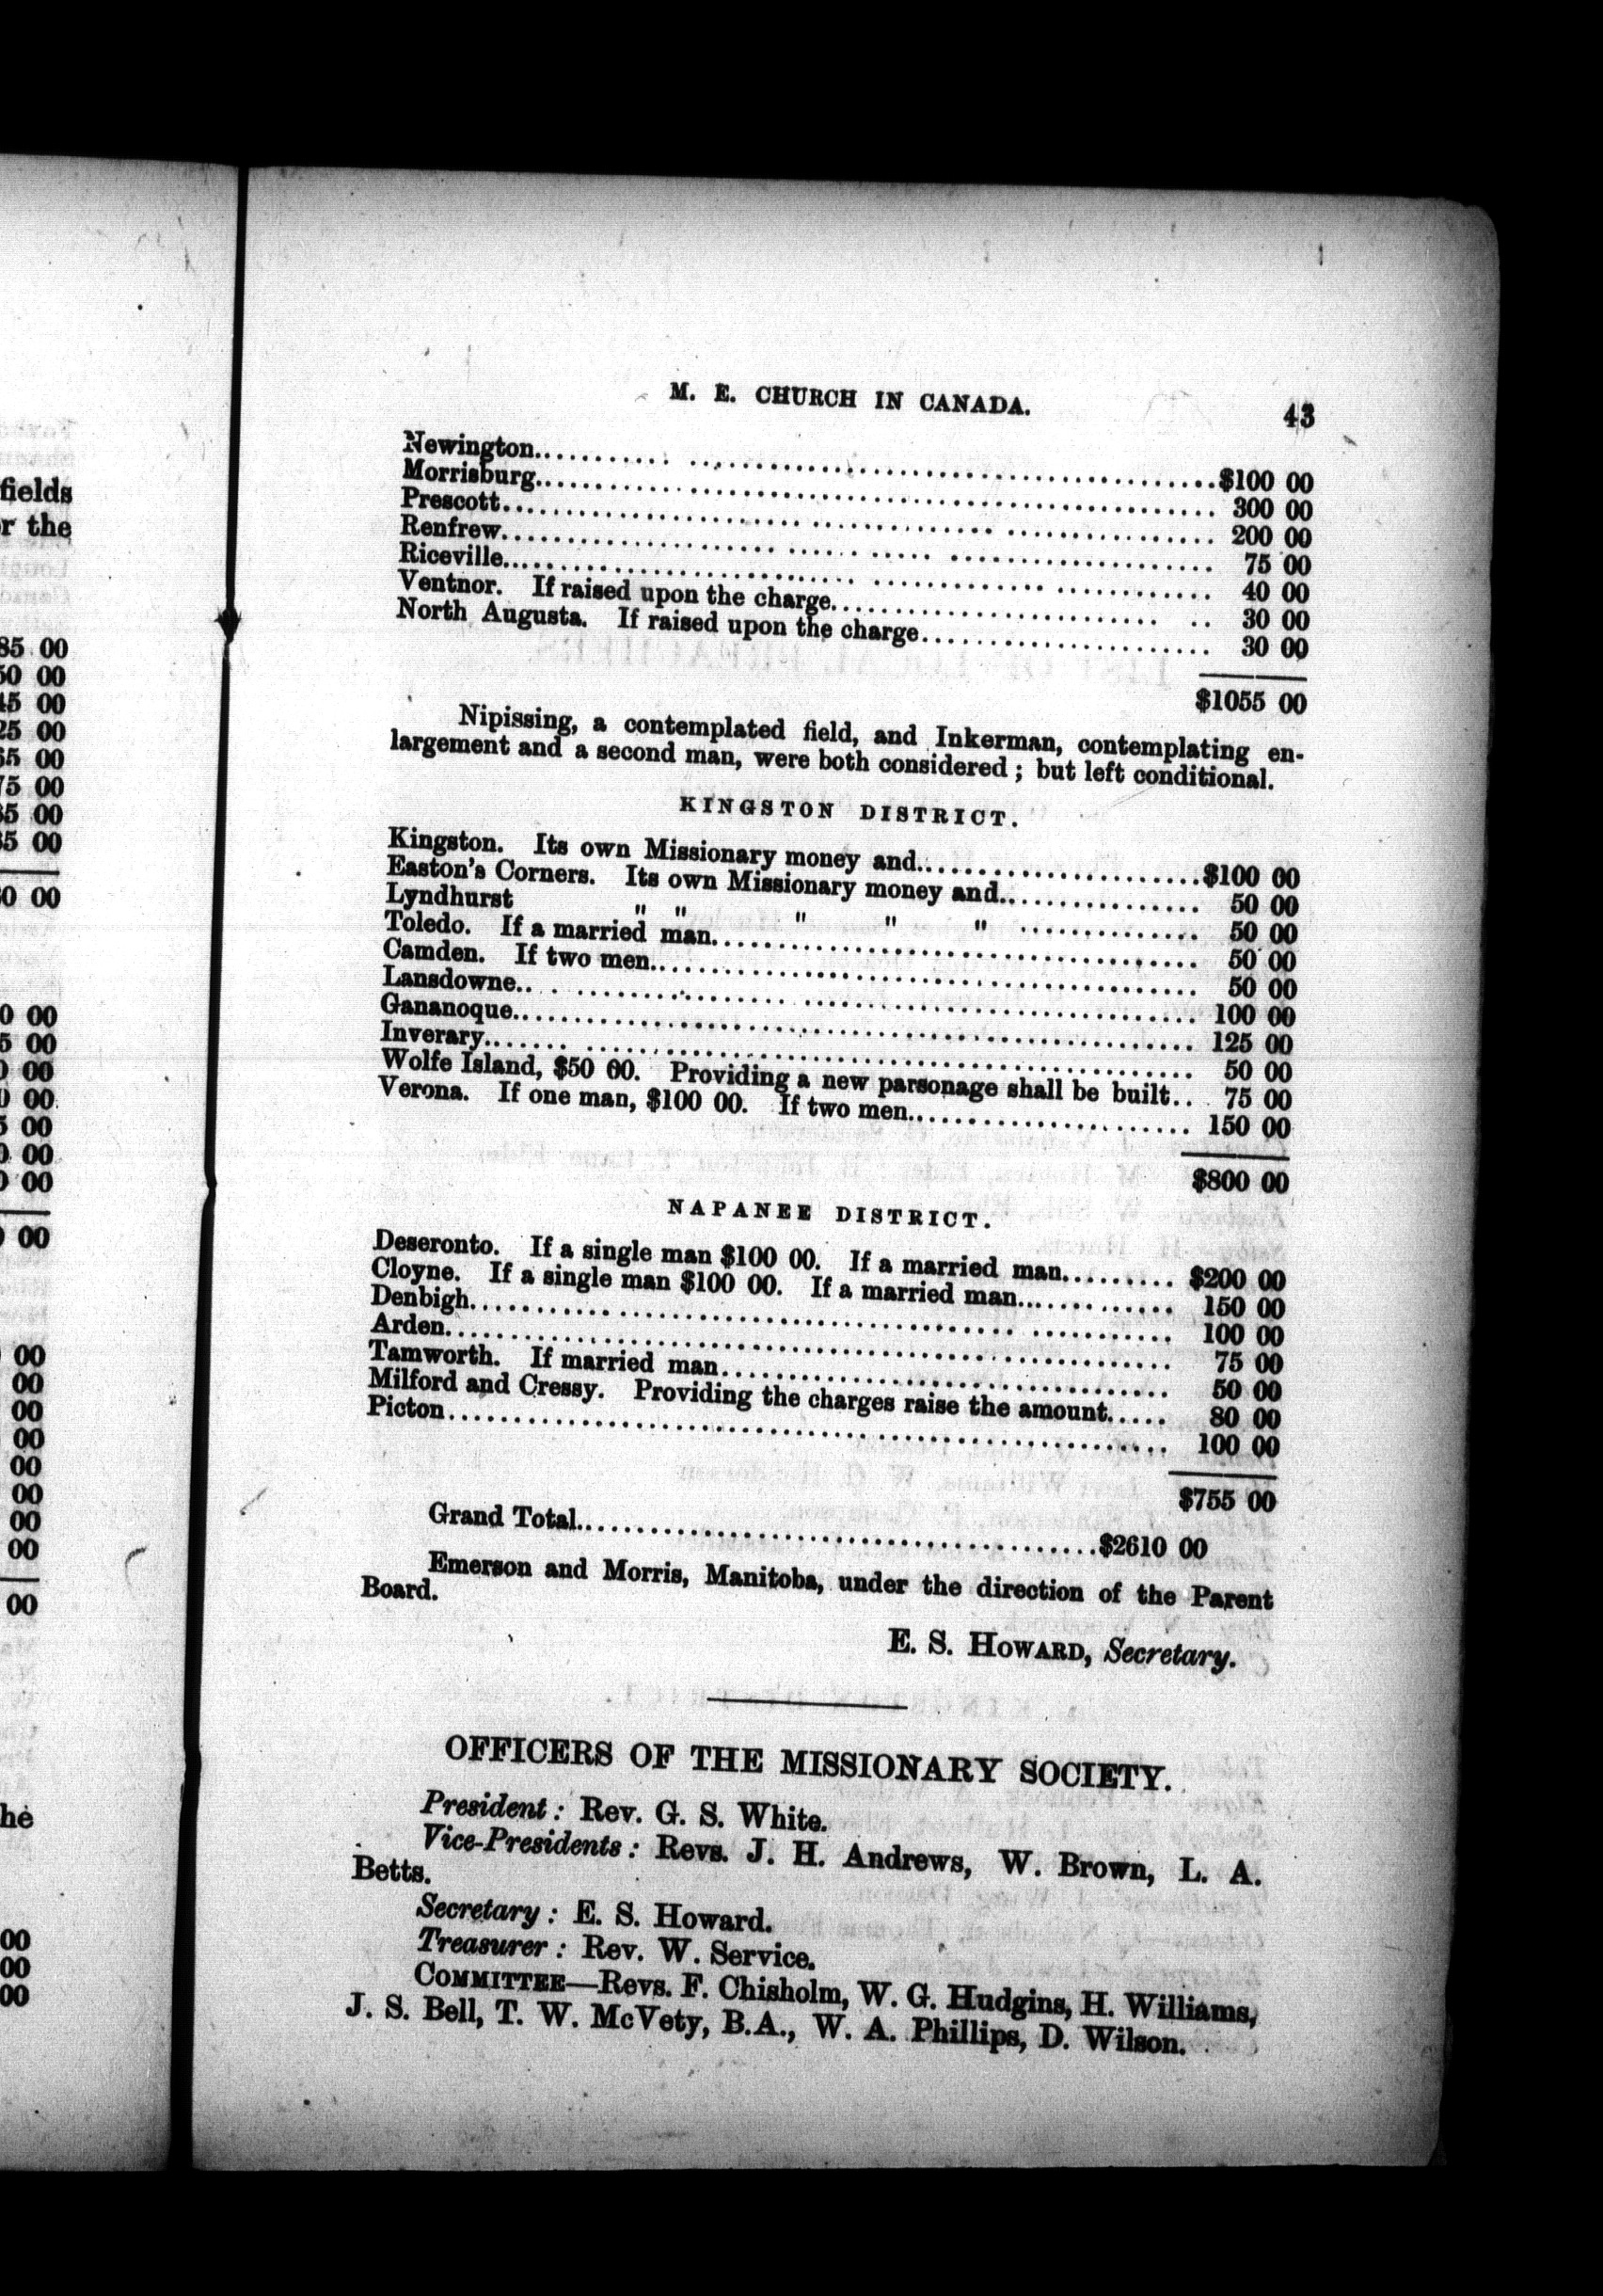 M. E. CHURCH IN CANADA. 43
Newington.......... $100 00
Morrisburg.......... 300 00
Prescott.......... 200 00
Renfrew.......... 75 00
Riceville.......... 40 00
Ventnor. If raised upon the charge.......... 30 00
North Augusta. If raised upon the charge.......... 30 00
$1055 00
Nipissing, a contemplated field, and Inkerman, contemplating en-
largement and a second man, were both considered; but left conditional.
KINGSTON DISTRICT.
Kingston. Its own Missionary money and.......... $100 00
Easton's Corners. Its own Missionary money and.......... 50 00
Lyndhurst " " " " " .......... 50 00
Toledo. If a married man.......... 50 00
Camden. If two men.......... 50 00
Lansdowne.......... 100 00
Gananoque.......... 125 00
Inverary.......... 50 00
Wolfe Island, $50 00. Providing a new parsonage shall be built.. 75 00
Verona. If one man, $100 00. If two men.......... 150 00
$800 00
NAPANEE DISTRICT.
Deseronto. If a single man $100 00. If a married man.......... $200 00
Cloyne. If a single man $100 00. If a married man.......... 150 00
Denbigh.......... 100 00
Arden.......... 75 00
Tamworth. If married man.......... 50 00
Milford and Cressy. Providing the charges raise the amount..... 80 00
Picton.......... 100 00
$755 00
Grand Total.......... $2610 00
Emerson and Morris, Manitoba, under the direction of the Parent
Board.
E. S. HOWARD, Secretary.
OFFICERS OF THE MISSIONARY SOCIETY.
President: Rev. G. S. White.
Vice-Presidents: Revs. J. H. Andrews, W. Brown, L. A.
Betts.
Secretary: E. S. Howard.
Treasurer: Rev. W. Service.
COMMITTEE—Revs. F. Chisholm, W. G. Hudgins, H. Williams,
J. S. Bell, T. W. McVety, B.A., W. A. Phillips, D. Wilson.